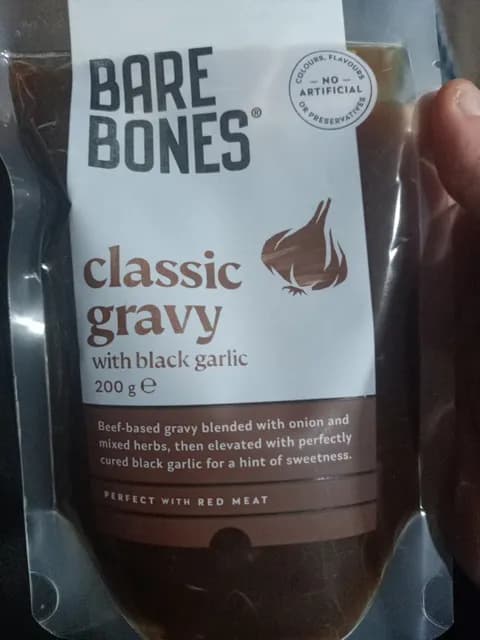 BARE
BONES®
COLOURS, FLAVOURS
— NO —
ARTIFICIAL
OR PRESERVATIVES
classic
gravy
with black garlic
200 g ℮
Beef-based gravy blended with onion and
mixed herbs, then elevated with perfectly
cured black garlic for a hint of sweetness.
PERFECT WITH RED MEAT